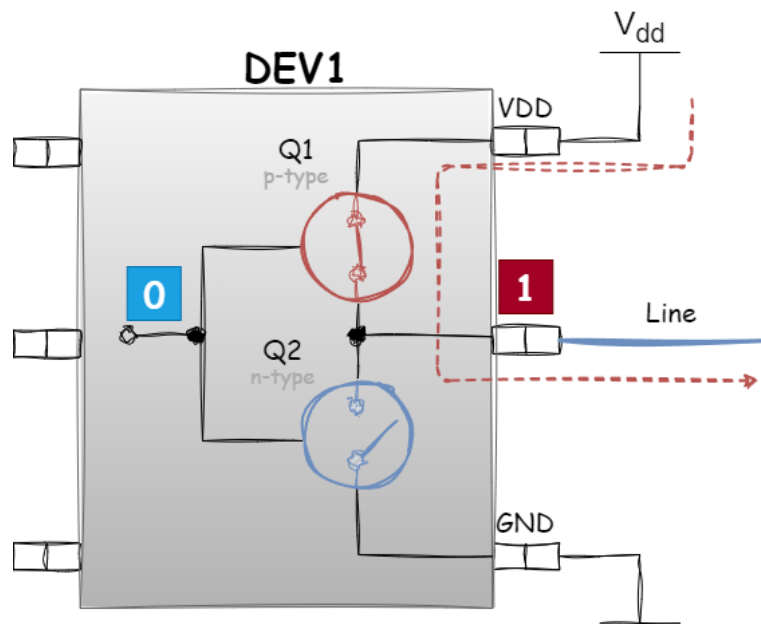 Vdd
DEV1
VDD
Q1
p-type
0
1
Line
Q2
n-type
GND